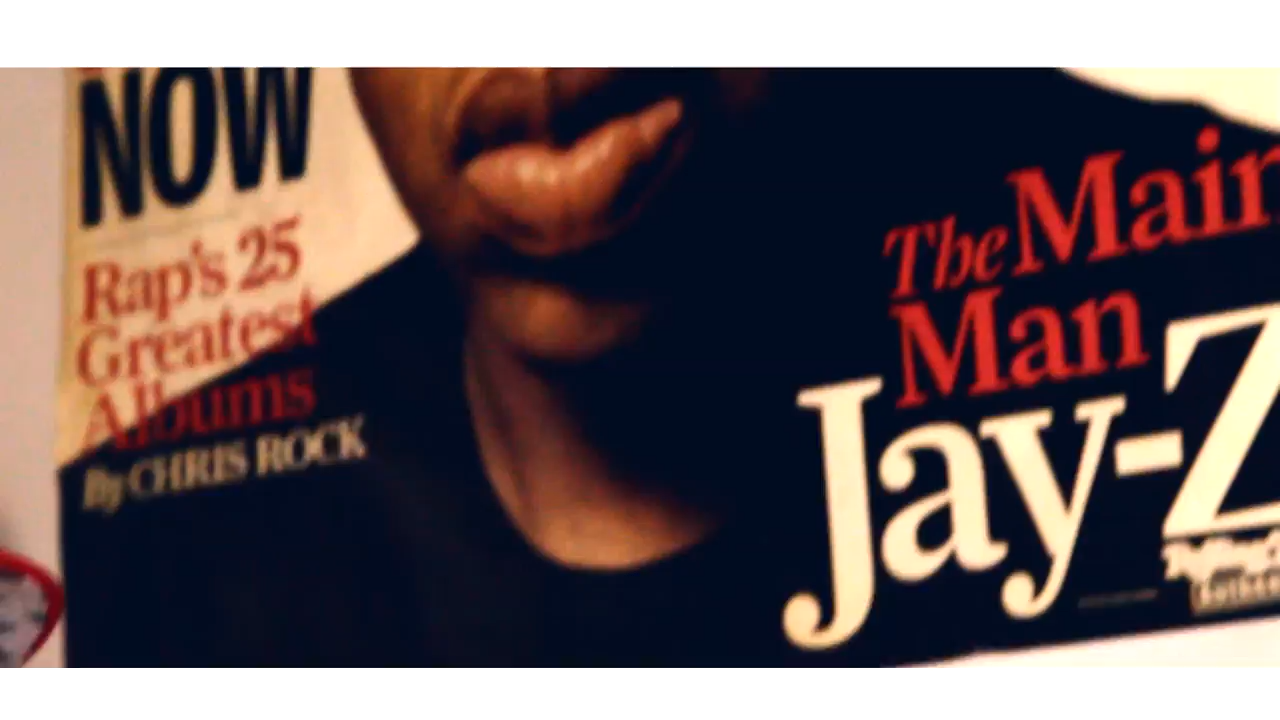 NOW
Rap's 25
Greatest
Albums
By CHRIS ROCK
The Main
Man
Jay-Z